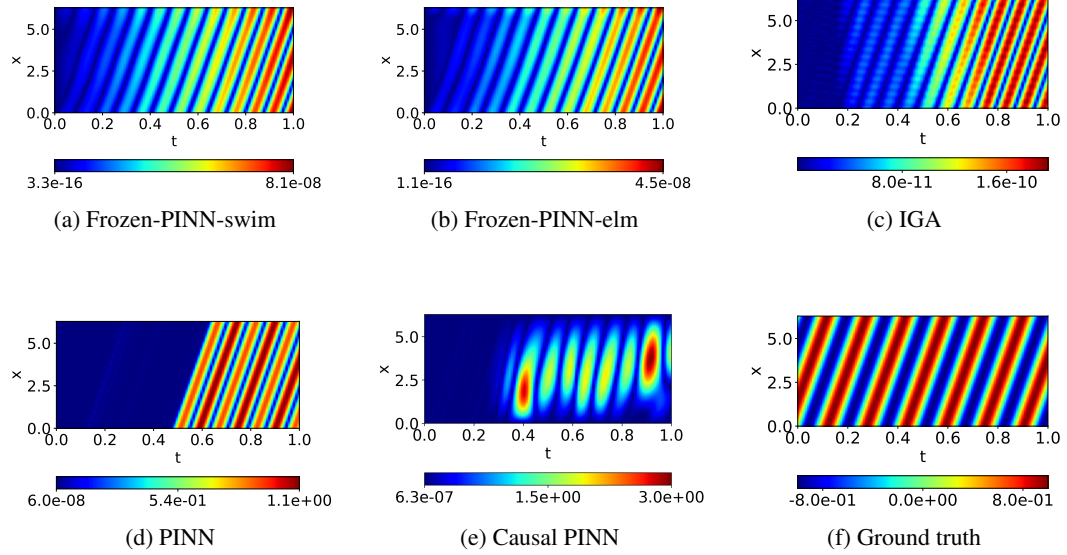 5.0
x
2.5
0.0
0.0 0.2 0.4 0.6 0.8 1.0
t
3.3e-16 8.1e-08
(a) Frozen-PINN-swim
5.0
x
2.5
0.0
0.0 0.2 0.4 0.6 0.8 1.0
t
1.1e-16 4.5e-08
(b) Frozen-PINN-elm
5.0
x
2.5
0.0
0.0 0.2 0.4 0.6 0.8 1.0
t
8.0e-11 1.6e-10
(c) IGA
5.0
x
2.5
0.0
0.0 0.2 0.4 0.6 0.8 1.0
t
6.0e-08 5.4e-01 1.1e+00
(d) PINN
5.0
x
2.5
0.0
0.0 0.2 0.4 0.6 0.8 1.0
t
6.3e-07 1.5e+00 3.0e+00
(e) Causal PINN
5.0
x
2.5
0.0
0.0 0.2 0.4 0.6 0.8 1.0
t
-8.0e-01 0.0e+00 8.0e-01
(f) Ground truth